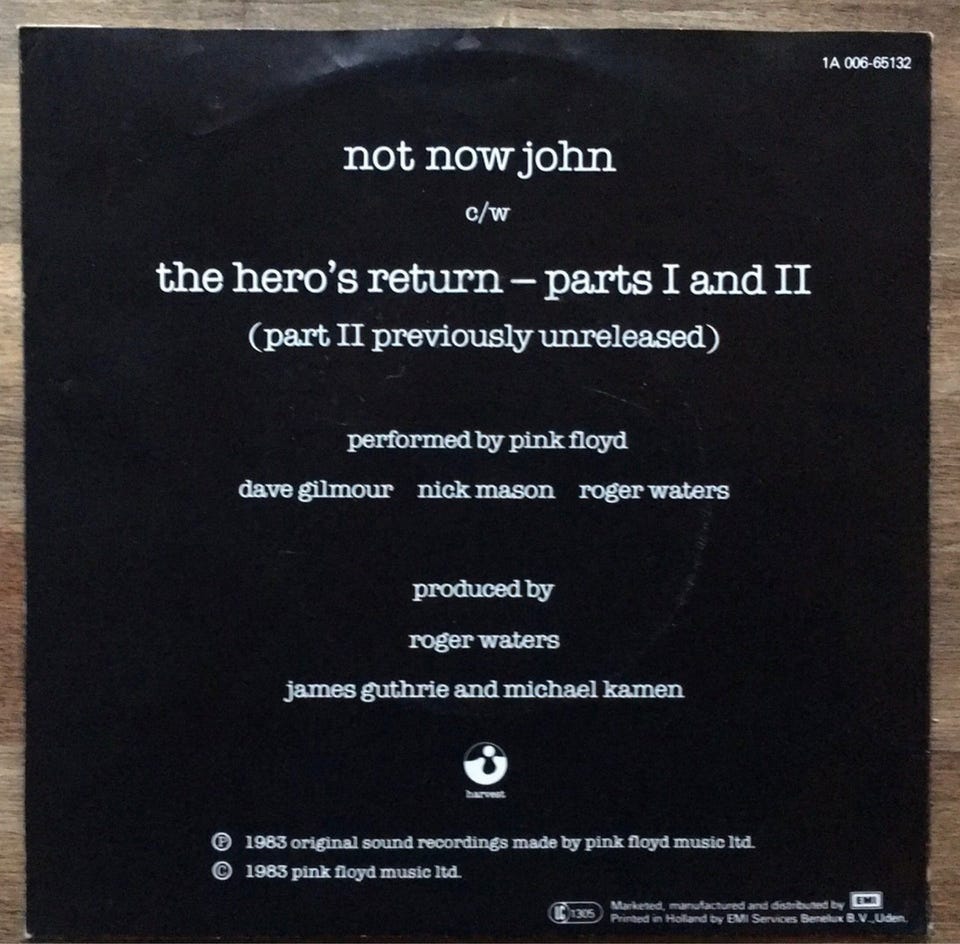 1A 006-65132
not now john
c/w
the hero's return – parts I and II
(part II previously unreleased)
performed by pink floyd
dave gilmour nick mason roger waters
produced by
roger waters
james guthrie and michael kamen
harvest
Ⓟ 1983 original sound recordings made by pink floyd music ltd.
© 1983 pink floyd music ltd.
LC 1305
Marketed, manufactured and distributed by EMI
Printed in Holland by EMI Services Benelux B.V., Uden.